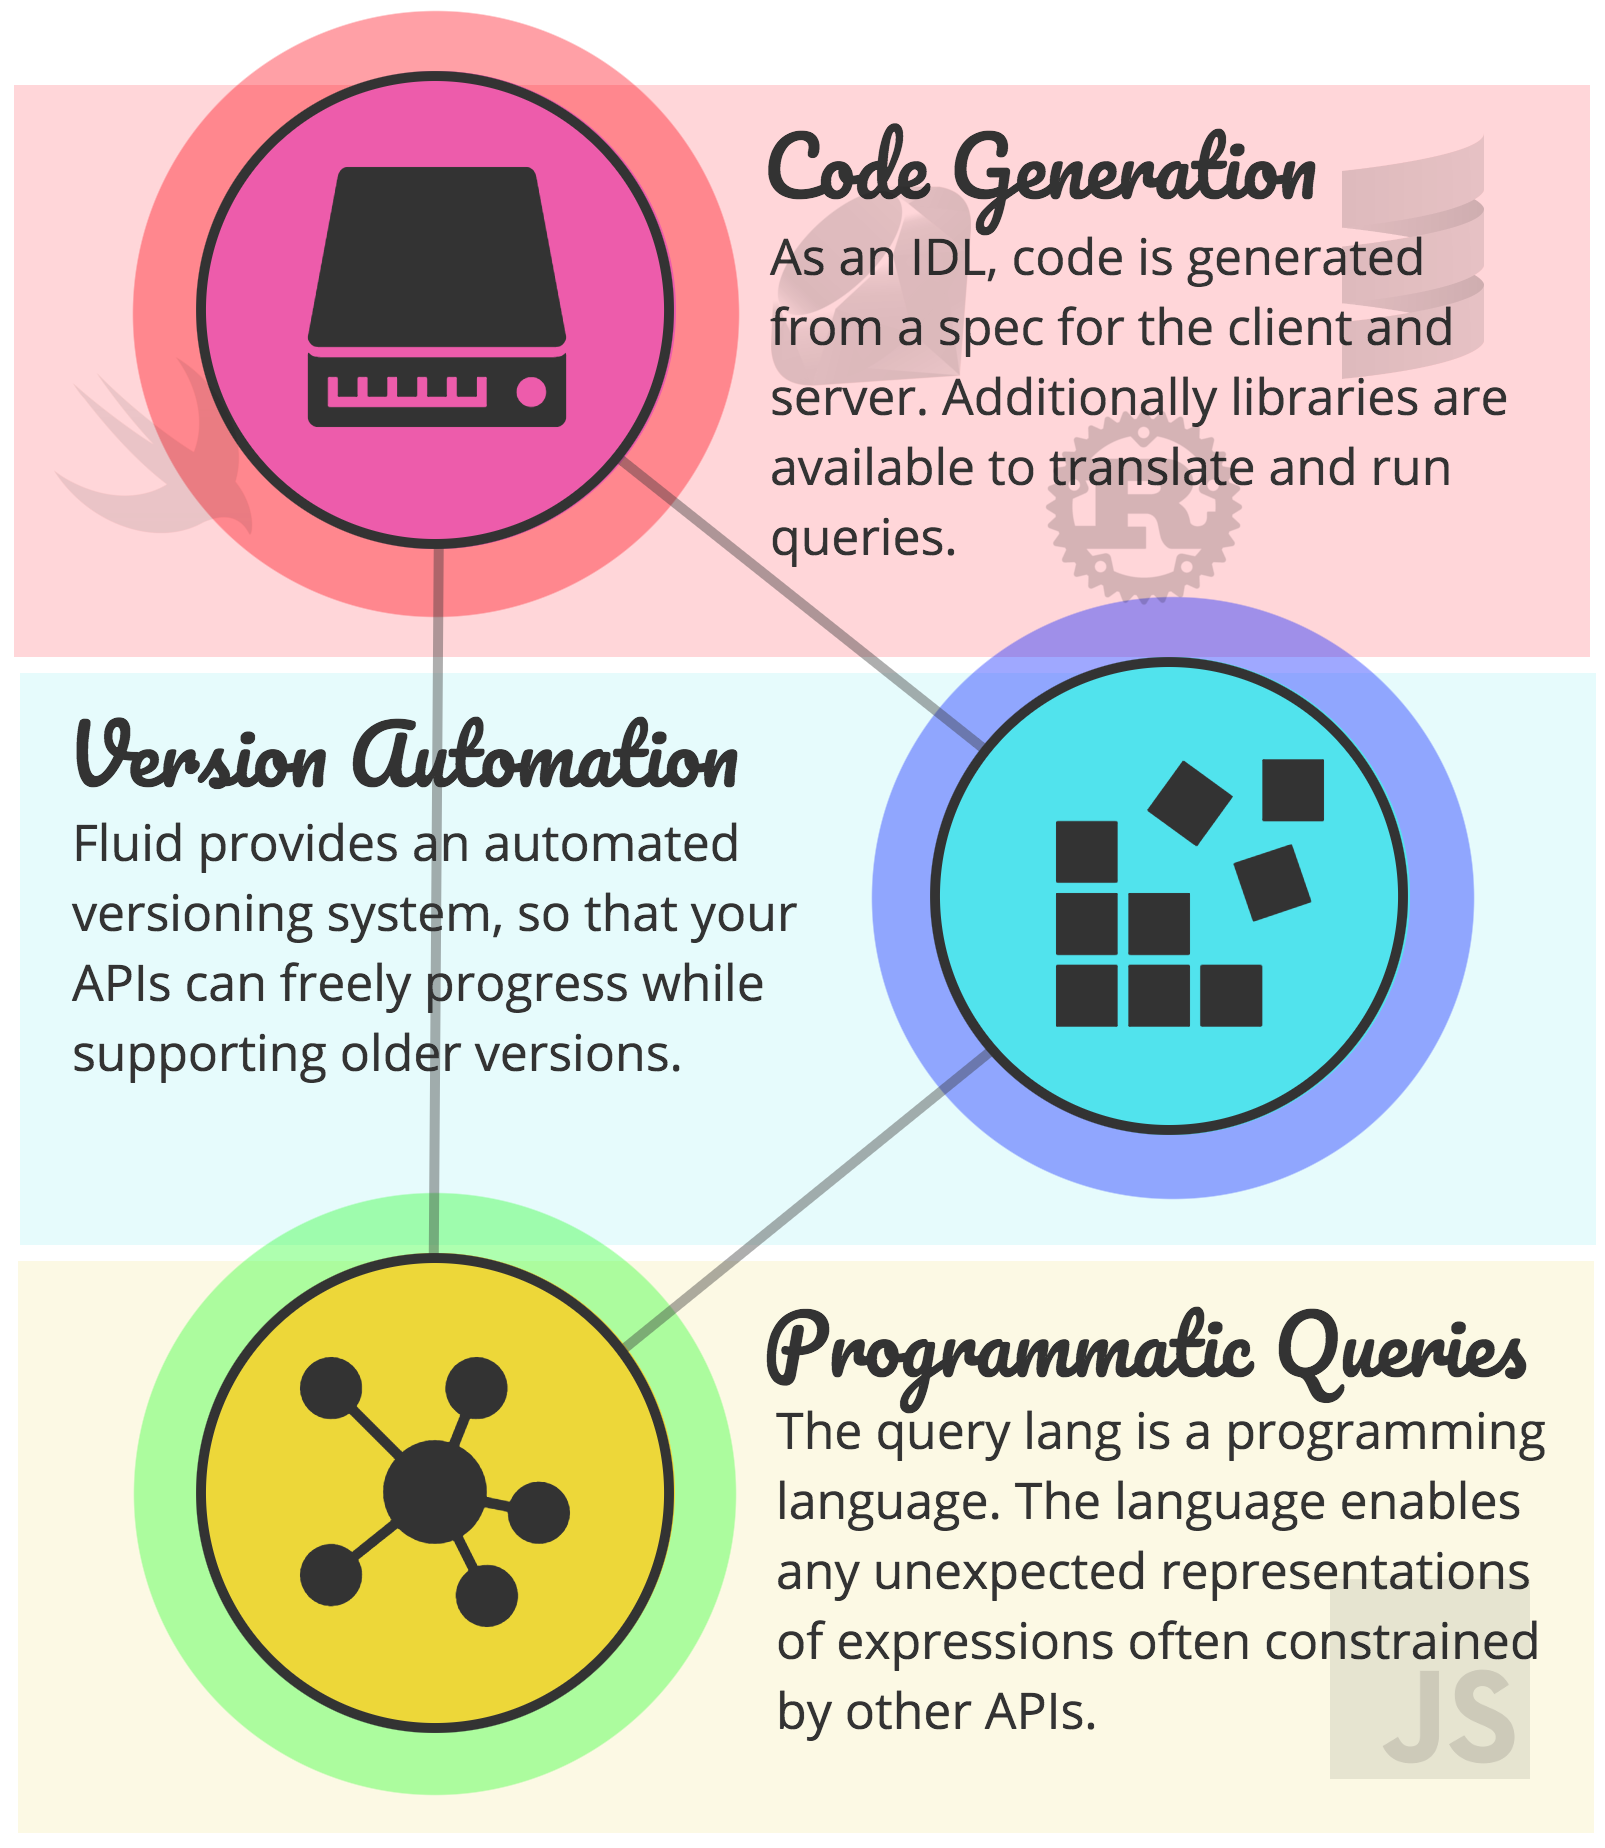 Code Generation
As an IDL, code is generated
from a spec for the client and
server. Additionally libraries are
available to translate and run
queries.
R
Version Automation
Fluid provides an automated
versioning system, so that your
APIs can freely progress while
supporting older versions.
Programmatic Queries
The query lang is a programming
language. The language enables
any unexpected representations
of expressions often constrained
by other APIs.
JS